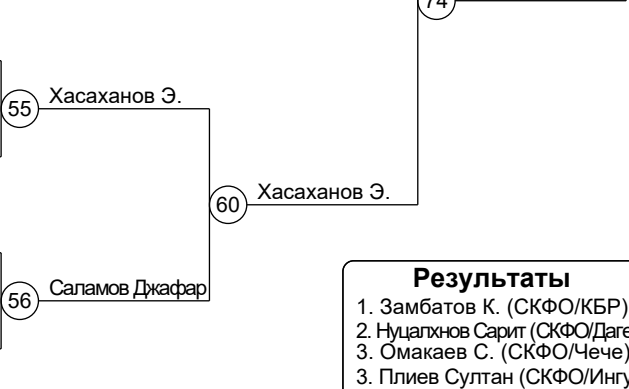 74
Хасаханов Э.
55
Хасаханов Э.
60
Саламов Джафар
56
Результаты
1. Замбатов К. (СКФО/КБР)
2. Нуцалхнов Сарит (СКФО/Даге
3. Омакаев С. (СКФО/Чече)
3. Плиев Султан (СКФО/Ингу